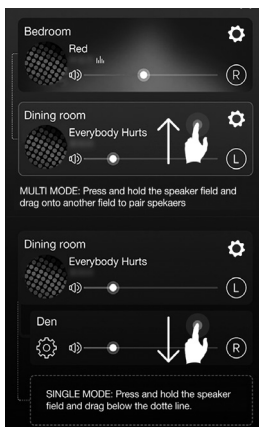 Bedroom
Red
R
Dining room
Everybody Hurts
L
MULTI MODE: Press and hold the speaker field and
drag onto another field to pair spekaers
Dining room
Everybody Hurts
L
Den
R
SINGLE MODE: Press and hold the speaker
field and drag below the dotte line.